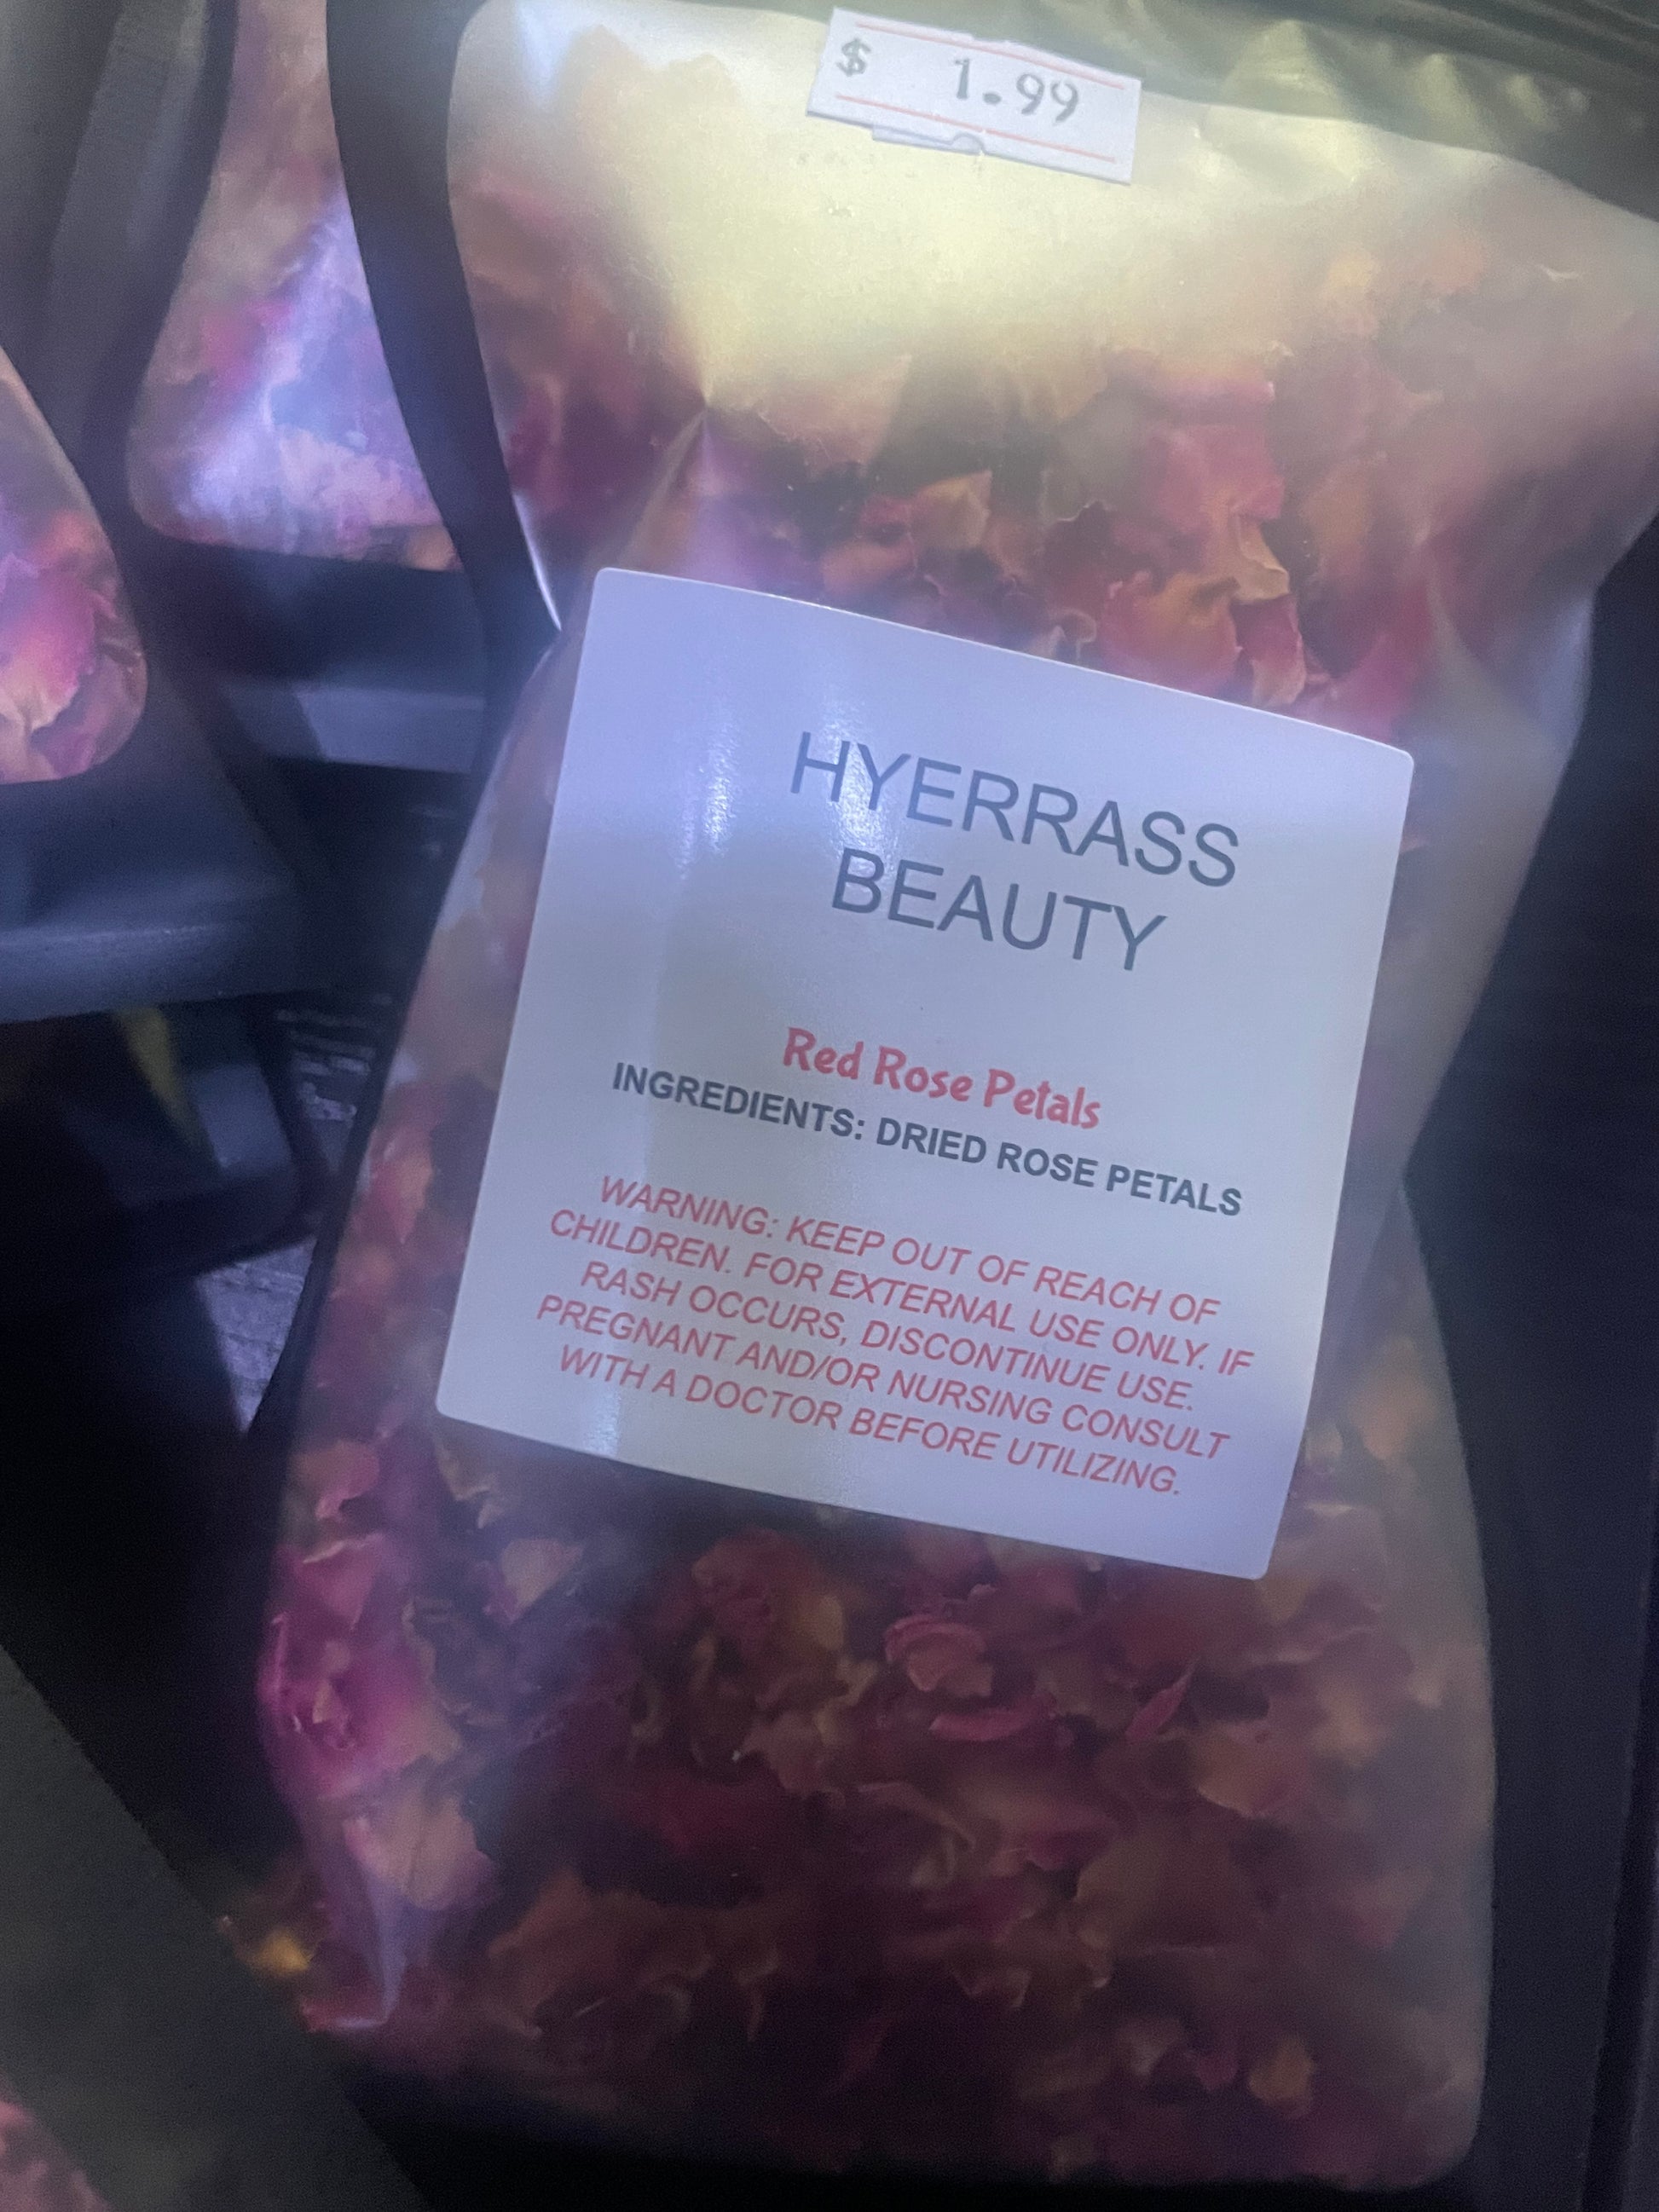 $ 1.99
HYERRASS
BEAUTY
Red Rose Petals
INGREDIENTS: DRIED ROSE PETALS
WARNING: KEEP OUT OF REACH OF
CHILDREN. FOR EXTERNAL USE ONLY. IF
RASH OCCURS, DISCONTINUE USE.
PREGNANT AND/OR NURSING CONSULT
WITH A DOCTOR BEFORE UTILIZING.